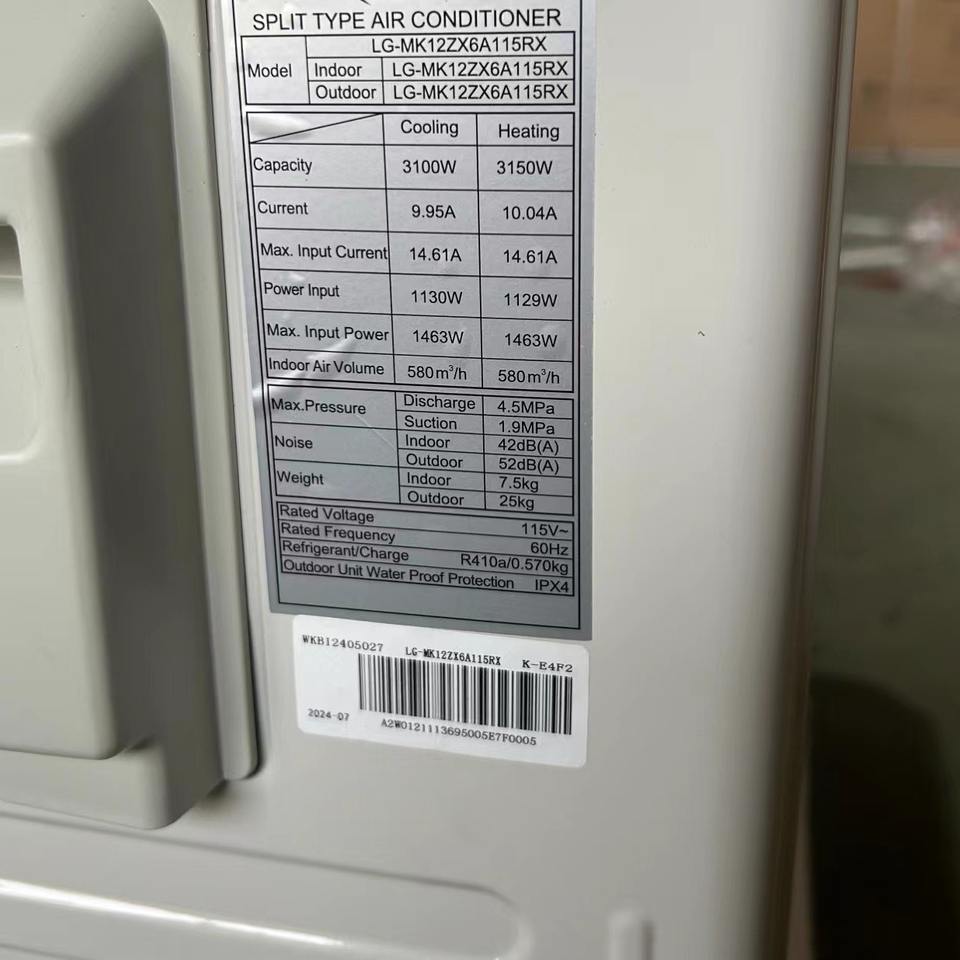 SPLIT TYPE AIR CONDITIONER
Model LG-MK12ZX6A115RX
Indoor LG-MK12ZX6A115RX
Outdoor LG-MK12ZX6A115RX
Cooling Heating
Capacity 3100W 3150W
Current 9.95A 10.04A
Max. Input Current 14.61A 14.61A
Power Input 1130W 1129W
Max. Input Power 1463W 1463W
Indoor Air Volume 580m³/h 580m³/h
Max.Pressure Discharge 4.5MPa
Suction 1.9MPa
Noise Indoor 42dB(A)
Outdoor 52dB(A)
Weight Indoor 7.5kg
Outdoor 25kg
Rated Voltage 115V~
Rated Frequency 60Hz
Refrigerant/Charge R410a/0.570kg
Outdoor Unit Water Proof Protection IPX4
WKB12405027 LG-MK12ZX6A115RX K-E4F2
2024-07 A2W0121113695005E7F0005